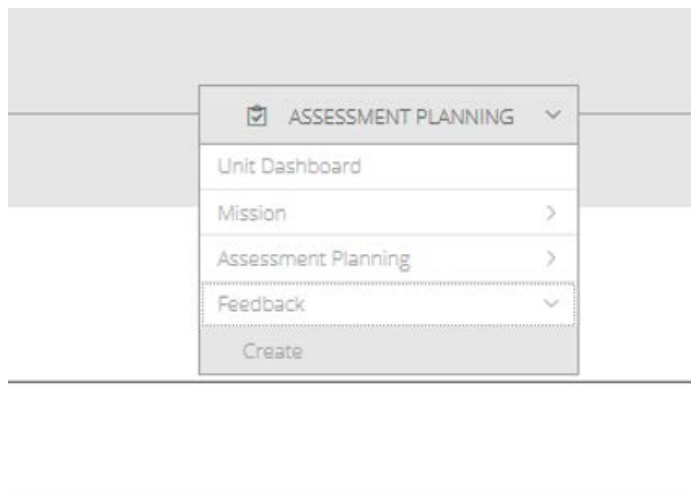 ASSESSMENT PLANNING
Unit Dashboard
Mission
Assessment Planning
Feedback
Create